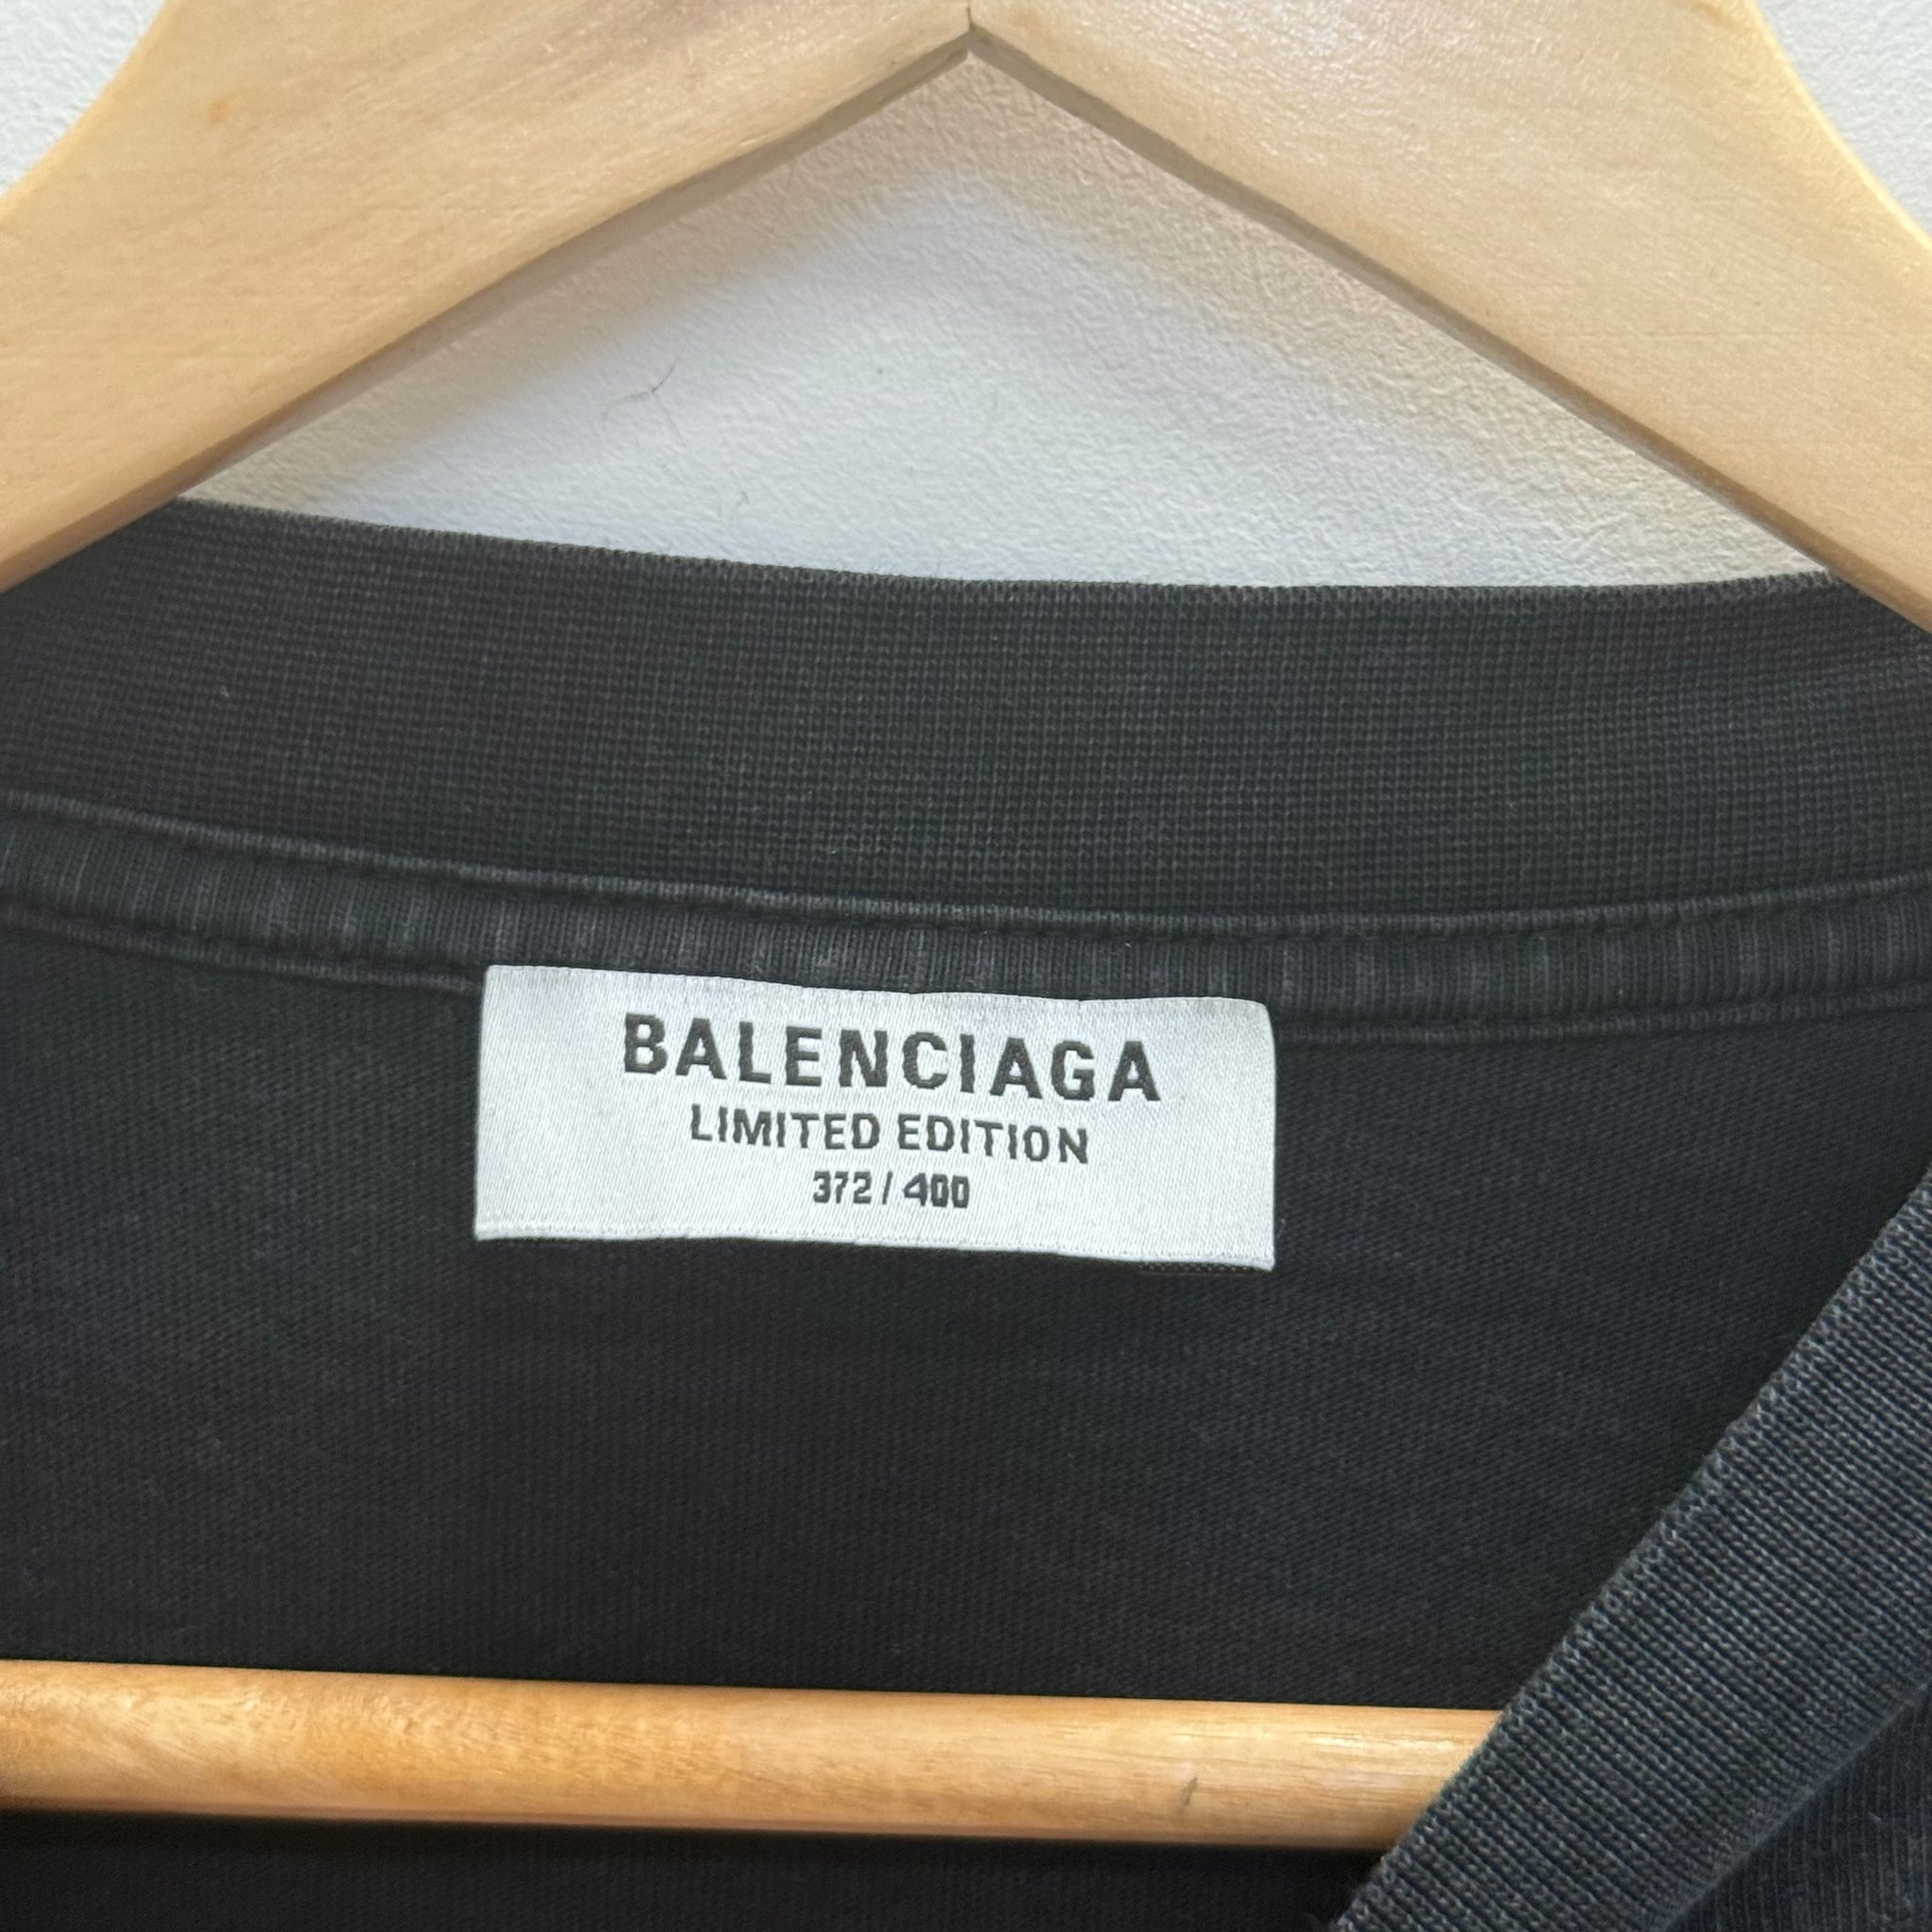 BALENCIAGA
LIMITED EDITION
372 / 400